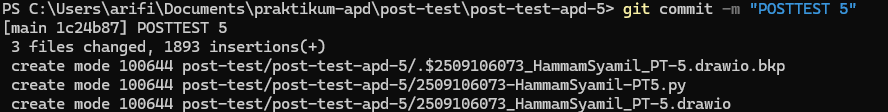 PS C:\Users\arifi\Documents\praktikum-apd\post-test\post-test-apd-5> git commit -m "POSTTEST 5"
[main 1c24b87] POSTTEST 5
 3 files changed, 1893 insertions(+)
 create mode 100644 post-test/post-test-apd-5/.$2509106073_HammamSyamil_PT-5.drawio.bkp
 create mode 100644 post-test/post-test-apd-5/2509106073-HammamSyamil-PT5.py
 create mode 100644 post-test/post-test-apd-5/2509106073_HammamSyamil_PT-5.drawio